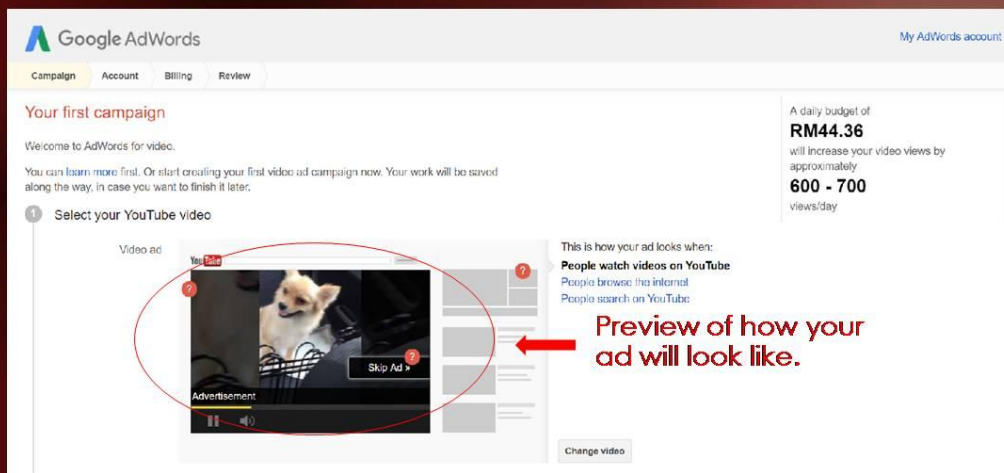 Google AdWords
My AdWords account
Campaign Account Billing Review
Your first campaign
Welcome to AdWords for video.
You can learn more first. Or start creating your first video ad campaign now. Your work will be saved
along the way, in case you want to finish it later.
A daily budget of
RM44.36
will increase your video views by
approximately
600 - 700
views/day
1 Select your YouTube video
Video ad
YouTube
?
?
?
Skip Ad »
Advertisement
This is how your ad looks when:
People watch videos on YouTube
People browse the internet
People search on YouTube
Preview of how your
ad will look like.
Change video